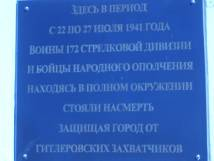 ЗДЕСЬ В ПЕРИОД
С 22 ПО 27 ИЮЛЯ 1941 ГОДА
ВОИНЫ 172 СТРЕЛКОВОЙ ДИВИЗИИ
И БОЙЦЫ НАРОДНОГО ОПОЛЧЕНИЯ
НАХОДЯСЬ В ПОЛНОМ ОКРУЖЕНИИ
СТОЯЛИ НАСМЕРТЬ
ЗАЩИЩАЯ ГОРОД ОТ
ГИТЛЕРОВСКИХ ЗАХВАТЧИКОВ